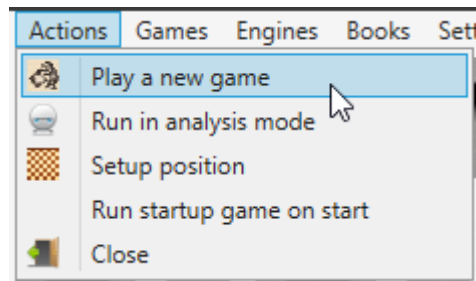 Actions Games Engines Books
Play a new game
Run in analysis mode
Setup position
Run startup game on start
Close